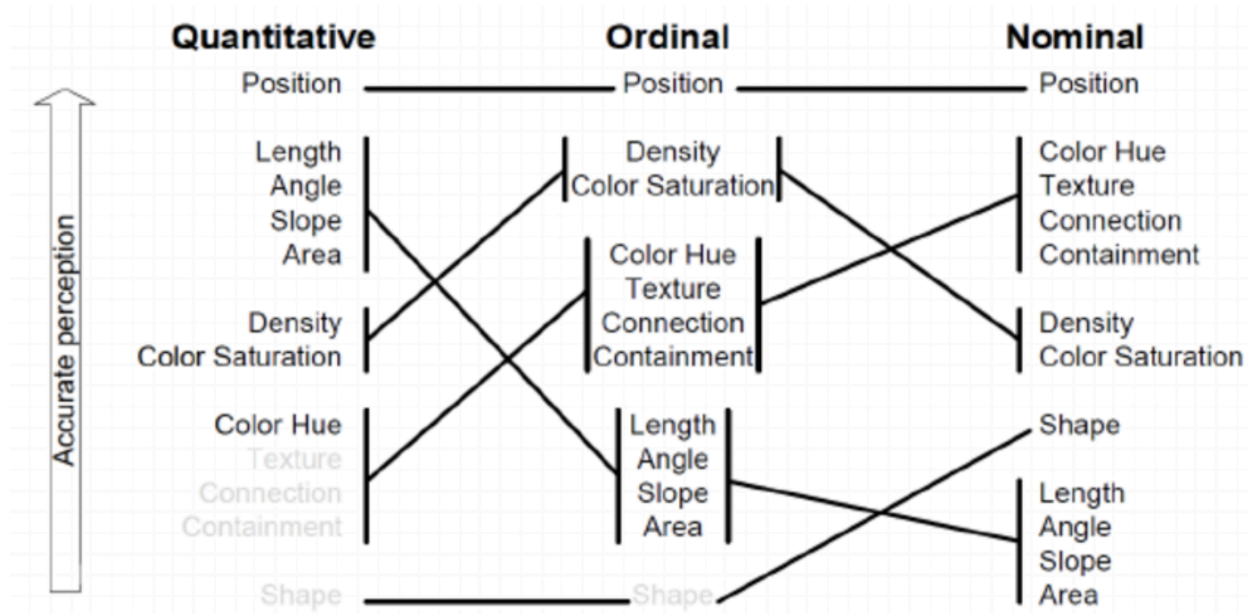 Quantitative Ordinal Nominal
Position Position Position
Length Density Color Hue
Angle Color Saturation Texture
Slope Connection
Area Color Hue Containment
Texture
Density Connection Density
Color Saturation Containment Color Saturation
Color Hue Length Shape
Texture Angle
Connection Slope Length
Containment Area Angle
Slope
Shape Shape Area
Accurate perception